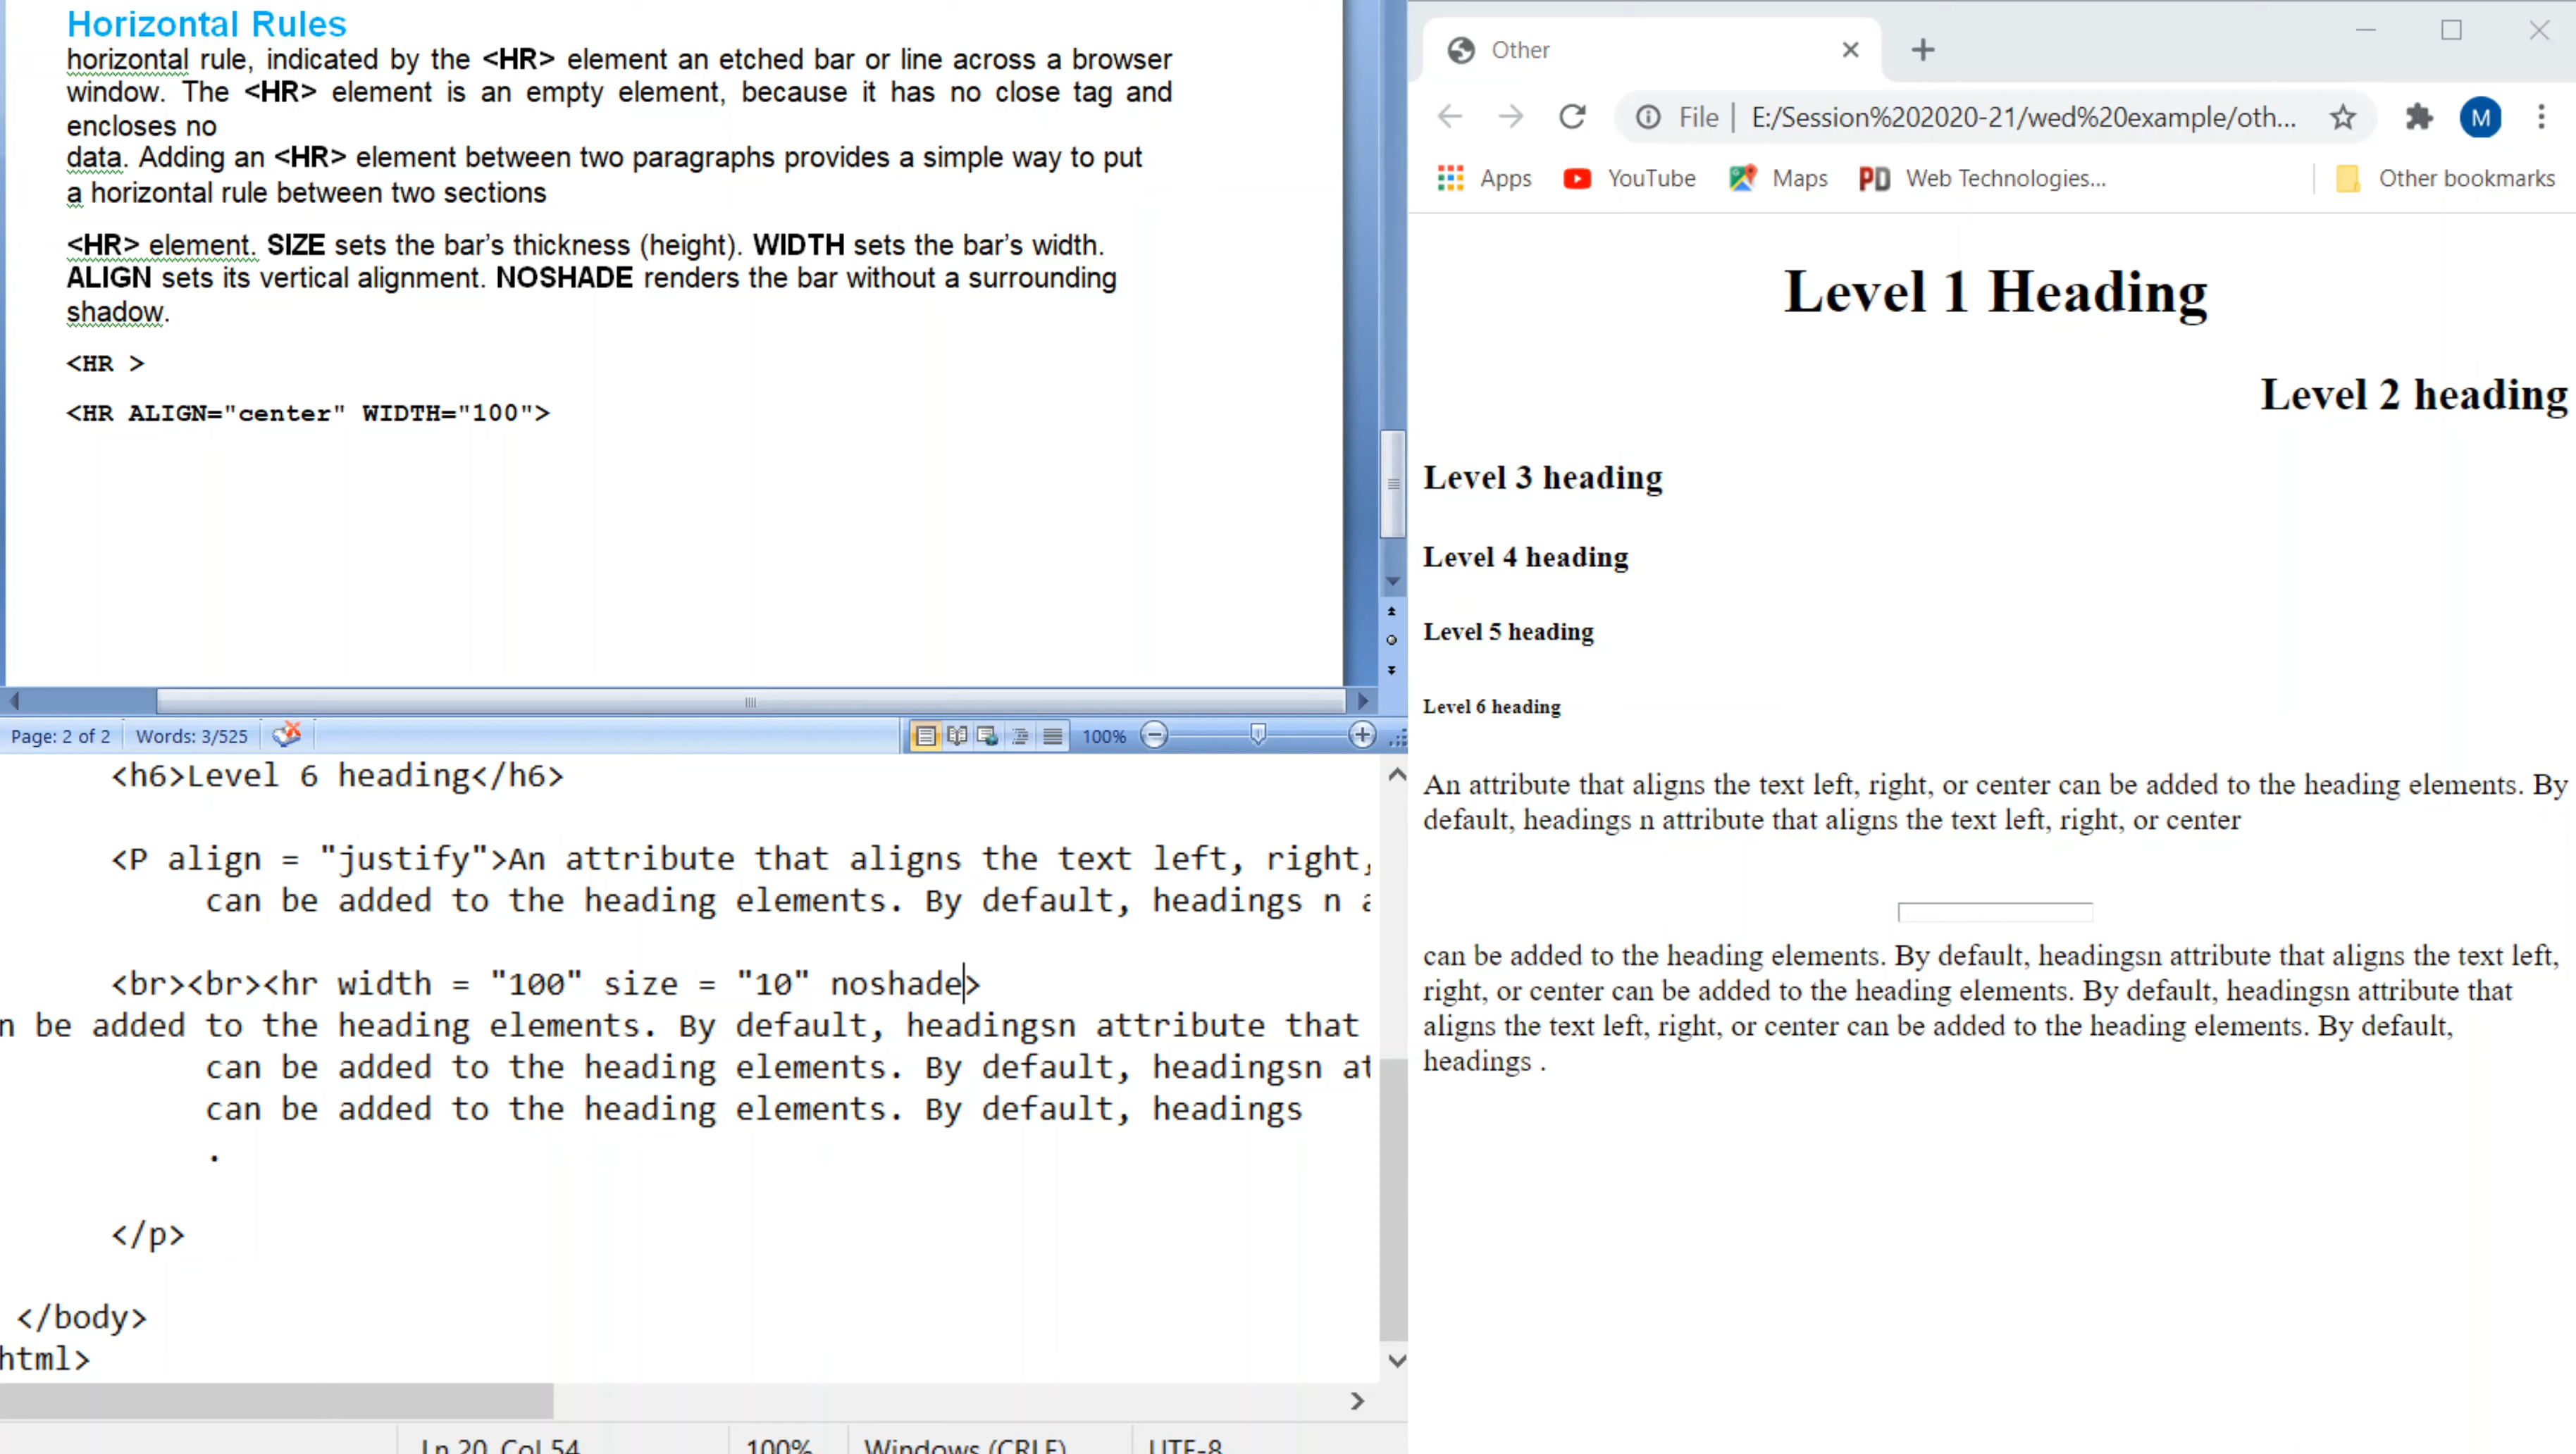 Horizontal Rules
horizontal rule, indicated by the <HR> element an etched bar or line across a browser
window. The <HR> element is an empty element, because it has no close tag and
encloses no
data. Adding an <HR> element between two paragraphs provides a simple way to put
a horizontal rule between two sections
<HR> element. SIZE sets the bar’s thickness (height). WIDTH sets the bar’s width.
ALIGN sets its vertical alignment. NOSHADE renders the bar without a surrounding
shadow.
<HR >
<HR ALIGN="center" WIDTH="100">
Page: 2 of 2 Words: 3/525 100%
<h6>Level 6 heading</h6>
<P align = "justify">An attribute that aligns the text left, right,
can be added to the heading elements. By default, headings n a
<br><br><hr width = "100" size = "10" noshade>
n be added to the heading elements. By default, headingsn attribute that
can be added to the heading elements. By default, headingsn at
can be added to the heading elements. By default, headings
.
</p>
</body>
html>
Ln 20, Col 54 100% Windows (CRLF) UTF-8
Other
File E:/Session%202020-21/wed%20example/oth... M
Apps YouTube Maps PD Web Technologies... Other bookmarks
Level 1 Heading
Level 2 heading
Level 3 heading
Level 4 heading
Level 5 heading
Level 6 heading
An attribute that aligns the text left, right, or center can be added to the heading elements. By
default, headings n attribute that aligns the text left, right, or center
can be added to the heading elements. By default, headingsn attribute that aligns the text left,
right, or center can be added to the heading elements. By default, headingsn attribute that
aligns the text left, right, or center can be added to the heading elements. By default,
headings .